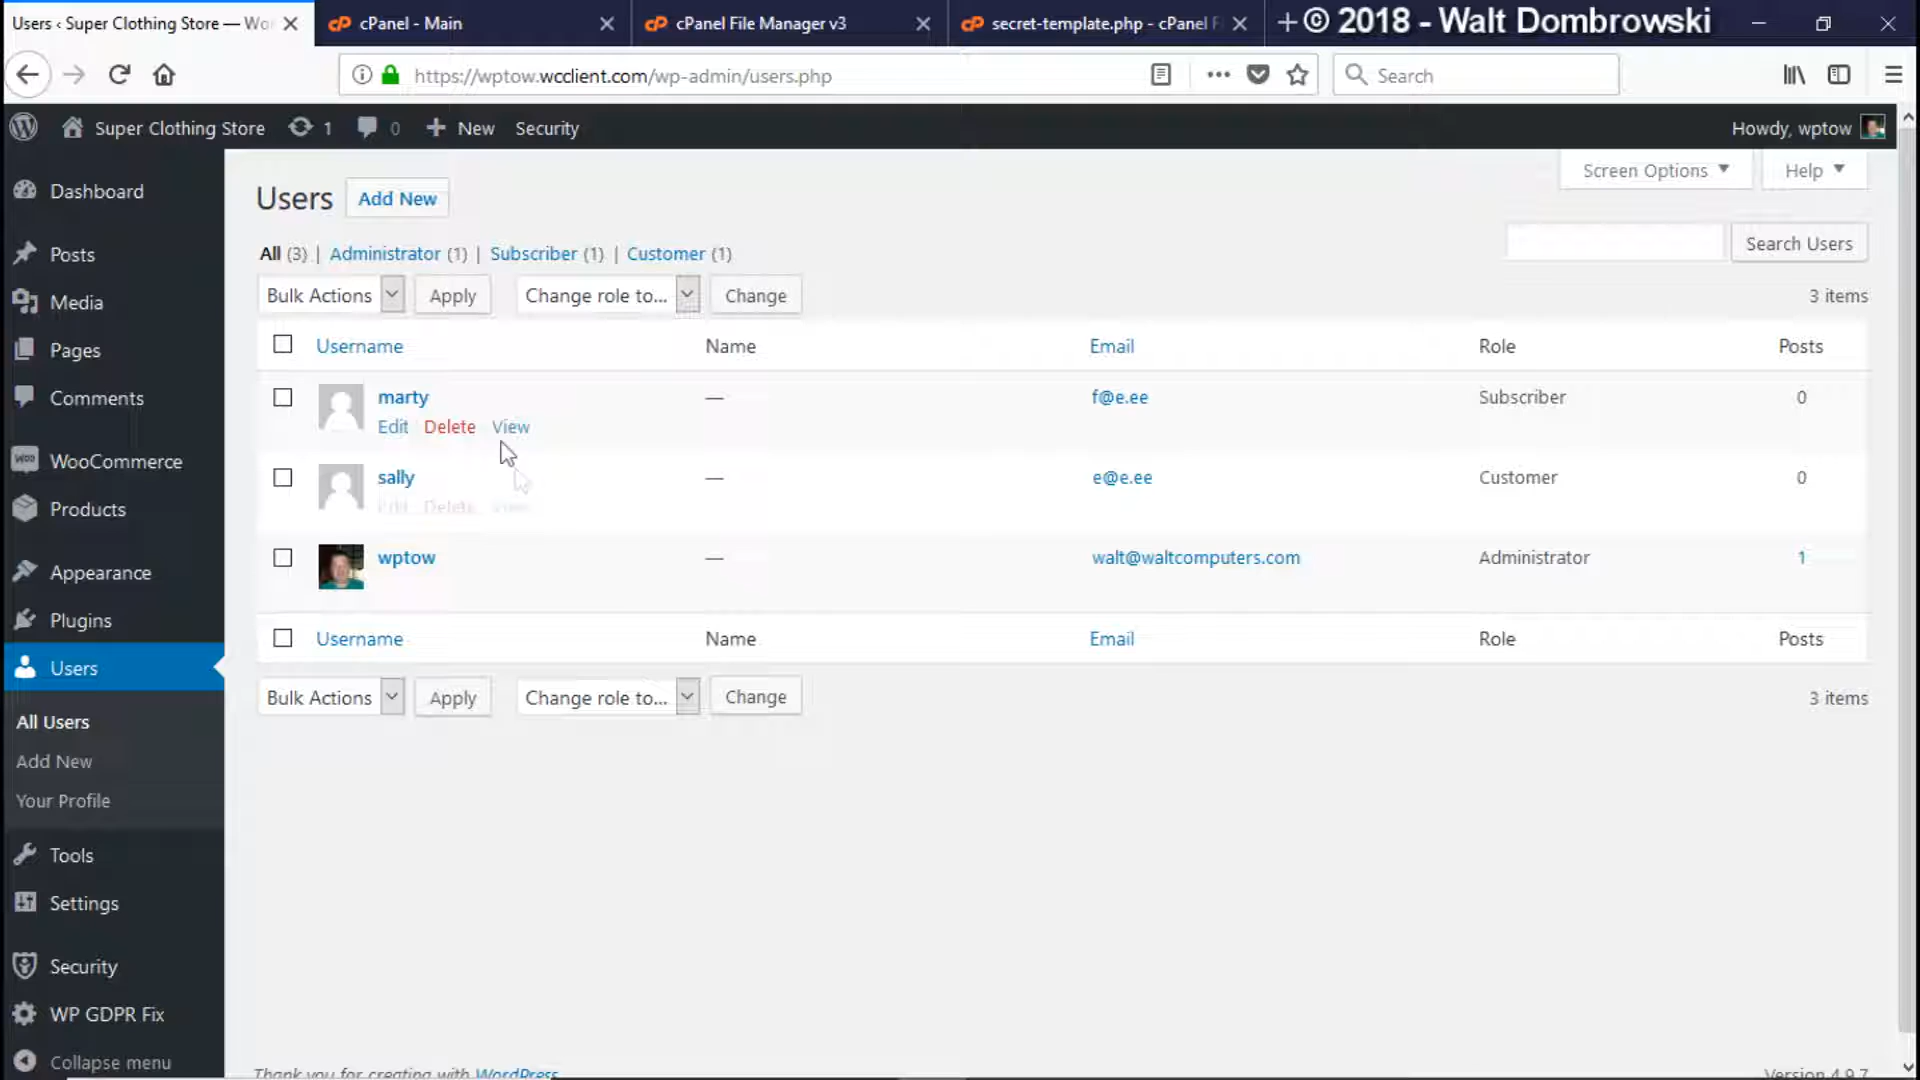 Users ‹ Super Clothing Store — Wo
cPanel - Main
cPanel File Manager v3
secret-template.php - cPanel F
© 2018 - Walt Dombrowski
https://wptow.wcclient.com/wp-admin/users.php
Search
Super Clothing Store 1 0 New Security
Howdy, wptow
Dashboard
Posts
Media
Pages
Comments
WooCommerce
Products
Appearance
Plugins
Users
All Users
Add New
Your Profile
Tools
Settings
Security
WP GDPR Fix
Collapse menu
Screen Options
Help
Users Add New
All (3) | Administrator (1) | Subscriber (1) | Customer (1)
Search Users
Bulk Actions Apply Change role to... Change
3 items
Username Name Email Role Posts
marty — f@e.ee Subscriber 0
Edit Delete View
sally — e@e.ee Customer 0
Edit Delete View
wptow — walt@waltcomputers.com Administrator 1
Username Name Email Role Posts
Bulk Actions Apply Change role to... Change
3 items
Thank you for creating with WordPress
Version 4.9.7